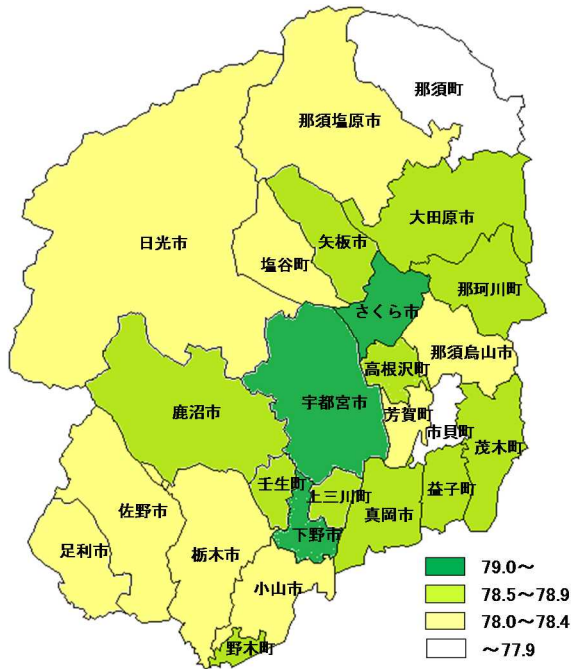 那須町
那須塩原市
大田原市
日光市
矢板市
塩谷町
那珂川町
さくら市
那須烏山市
高根沢町
鹿沼市
宇都宮市
芳賀町
市貝町
茂木町
壬生町
上三川町
益子町
真岡市
佐野市
下野市
足利市
栃木市
小山市
野木町
79.0～
78.5～78.9
78.0～78.4
～77.9